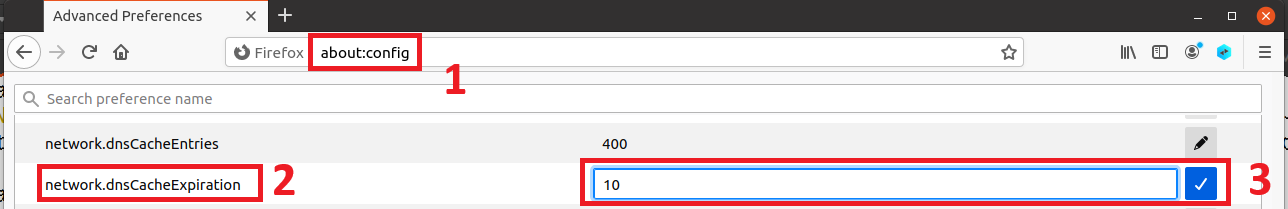 Advanced Preferences
Firefox about:config
1
Search preference name
network.dnsCacheEntries 400
network.dnsCacheExpiration 2 10 3